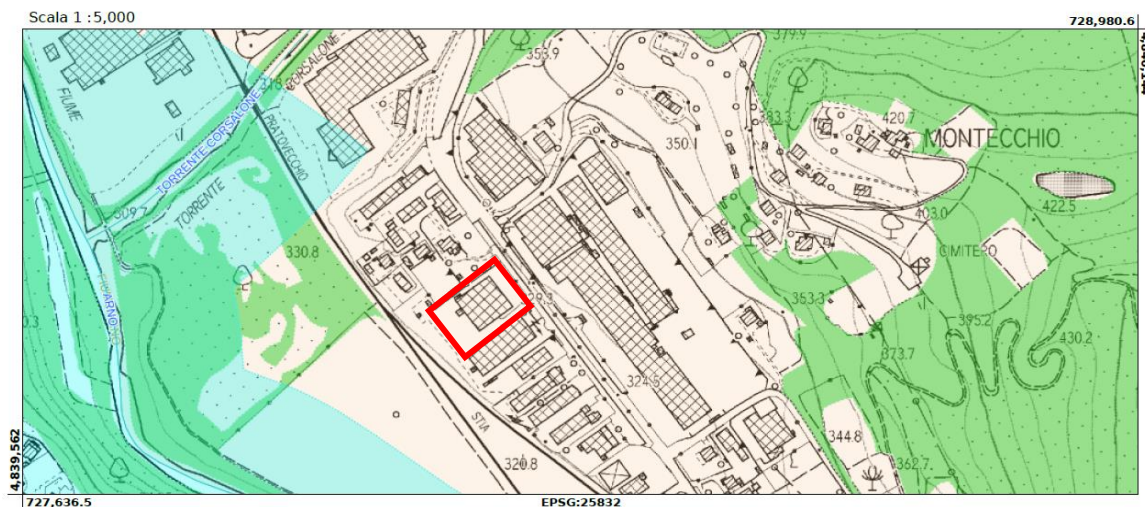 Scala 1 :5,000
728,980.6
379.9
353.9
CORSALONE
FIUME
TORRENTE CORSALONE
PRATOVECCHIO
383.3
420.7
350.1
MONTECCHIO
TORRENTE
309.7
422.5
403.0
330.8
CIMITERO
ARNO
353.3
395.2
430.2
373.7
324.5
STIA
344.8
320.8
362.7
4,839,562
727,636.5
EPSG:25832